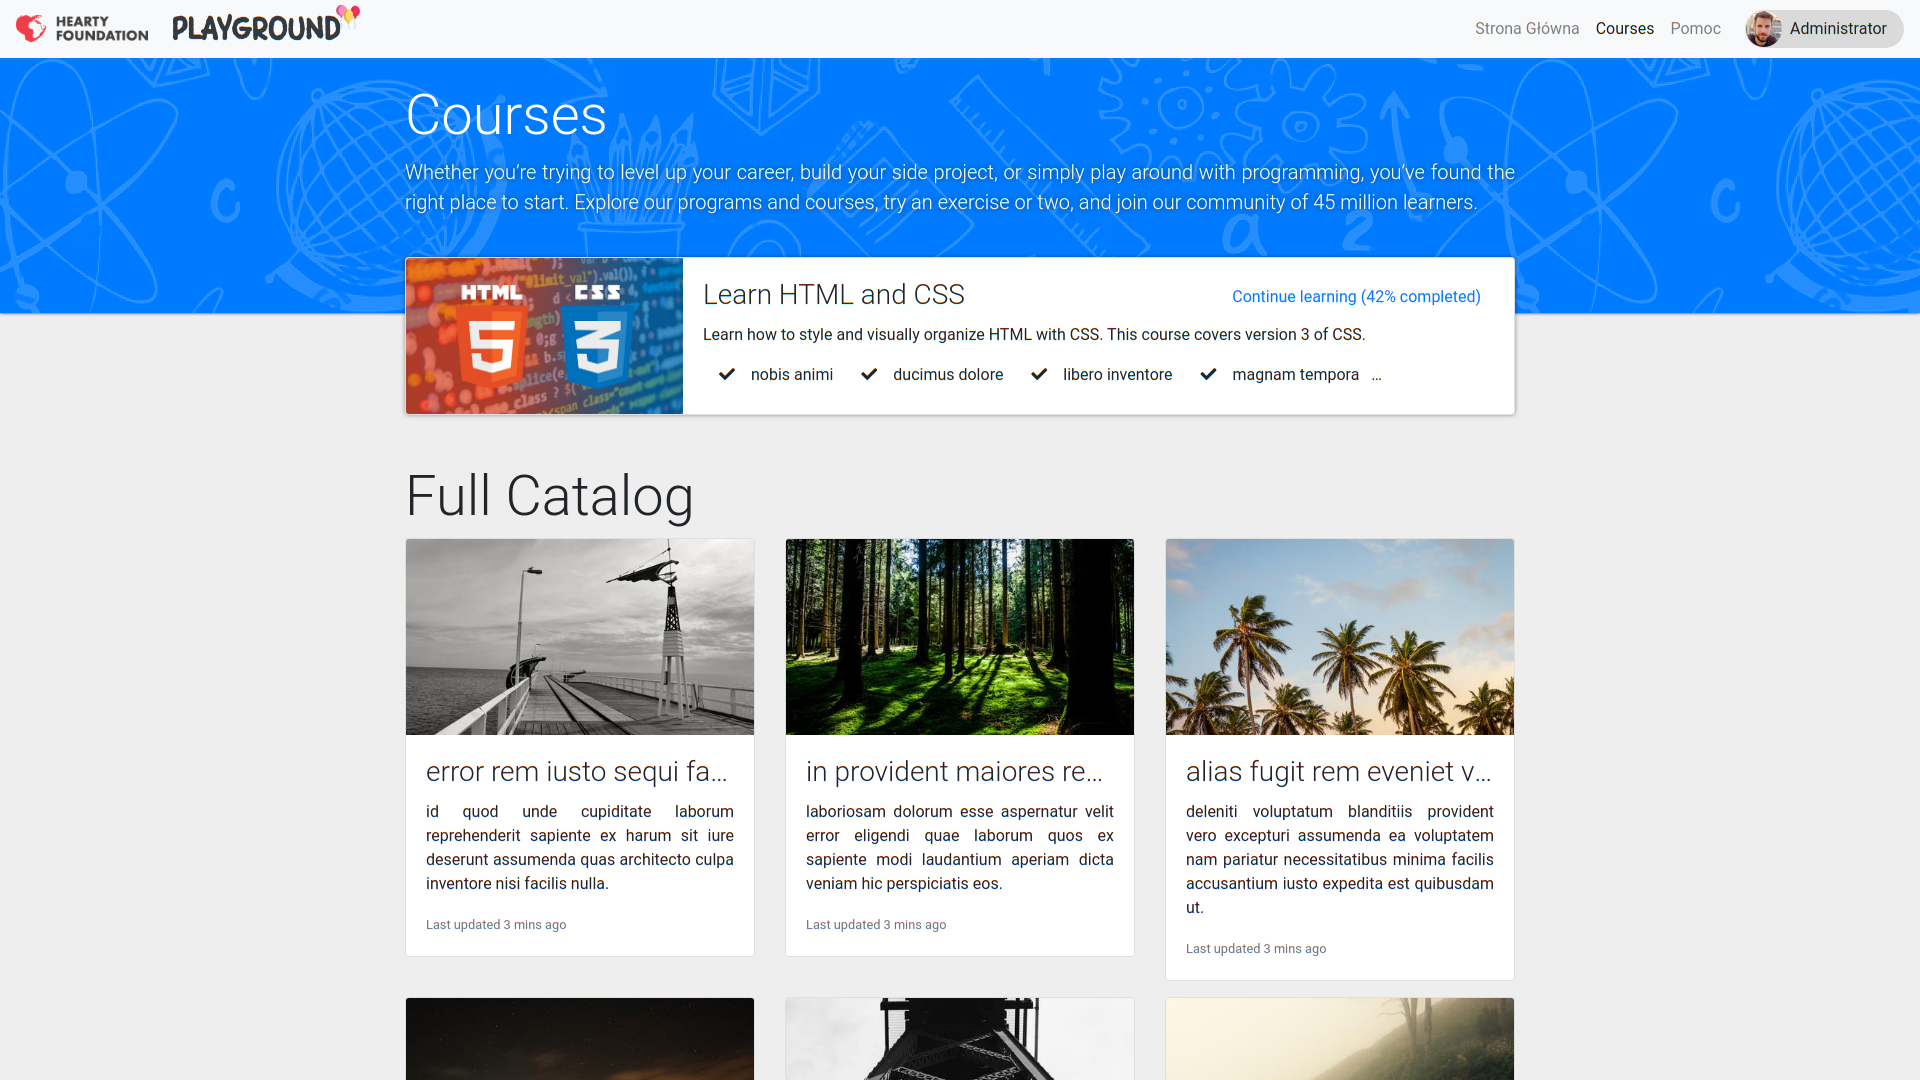 HEARTY
FOUNDATION
PLAYGROUND
Strona Główna
Courses
Pomoc
Administrator
Courses
Whether you’re trying to level up your career, build your side project, or simply play around with programming, you’ve found the
right place to start. Explore our programs and courses, try an exercise or two, and join our community of 45 million learners.
HTML
CSS
5
3
Learn HTML and CSS
Continue learning (42% completed)
Learn how to style and visually organize HTML with CSS. This course covers version 3 of CSS.
nobis animi
ducimus dolore
libero inventore
magnam tempora
...
Full Catalog
error rem iusto sequi fa...
id quod unde cupiditate laborum
reprehenderit sapiente ex harum sit iure
deserunt assumenda quas architecto culpa
inventore nisi facilis nulla.
Last updated 3 mins ago
in provident maiores re...
laboriosam dolorum esse aspernatur velit
error eligendi quae laborum quos ex
sapiente modi laudantium aperiam dicta
veniam hic perspiciatis eos.
Last updated 3 mins ago
alias fugit rem eveniet v...
deleniti voluptatum blanditiis provident
vero excepturi assumenda ea voluptatem
nam pariatur necessitatibus minima facilis
accusantium iusto expedita est quibusdam
ut.
Last updated 3 mins ago